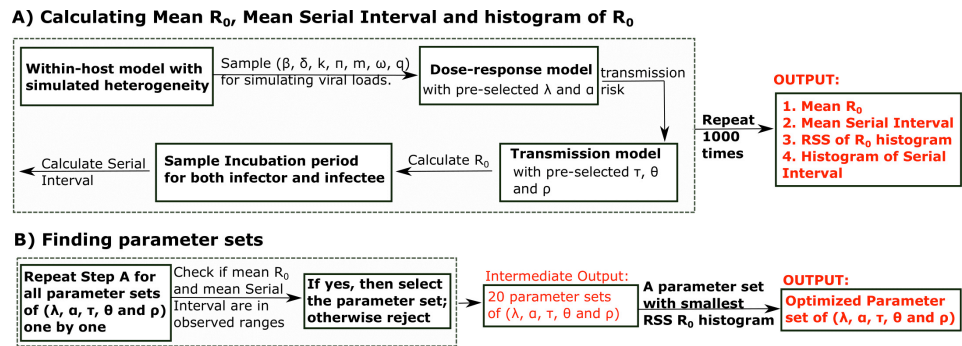 A) Calculating Mean R0, Mean Serial Interval and histogram of R0
Within-host model with
simulated heterogeneity
Sample (β, δ, k, π, m, ω, q)
for simulating viral loads.
Dose-response model
with pre-selected λ and α
transmission
risk
Transmission model
with pre-selected τ, θ
and ρ
Calculate R0
Sample Incubation period
for both infector and infectee
Calculate Serial
Interval
Repeat
1000
times
OUTPUT:
1. Mean R0
2. Mean Serial Interval
3. RSS of R0 histogram
4. Histogram of Serial
Interval
B) Finding parameter sets
Repeat Step A for
all parameter sets
of (λ, α, τ, θ and ρ)
one by one
Check if mean R0
and mean Serial
Interval are in
observed ranges
If yes, then select
the parameter set;
otherwise reject
Intermediate Output:
20 parameter sets
of (λ, α, τ, θ and ρ)
A parameter set
with smallest
RSS R0 histogram
OUTPUT:
Optimized Parameter
set of (λ, α, τ, θ and ρ)